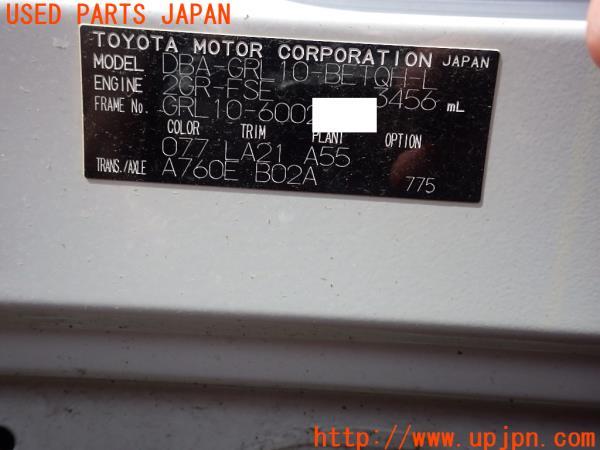 USED PARTS JAPAN
TOYOTA MOTOR CORPORATION JAPAN
MODEL DBA-GRL10-BETQH-L
ENGINE 2GR-FSE 3456 mL
FRAME No. GRL10-6002
COLOR TRIM PLANT OPTION
077 LA21 A55
TRANS./AXLE A760E B02A 775
http://www.upjpn.com/